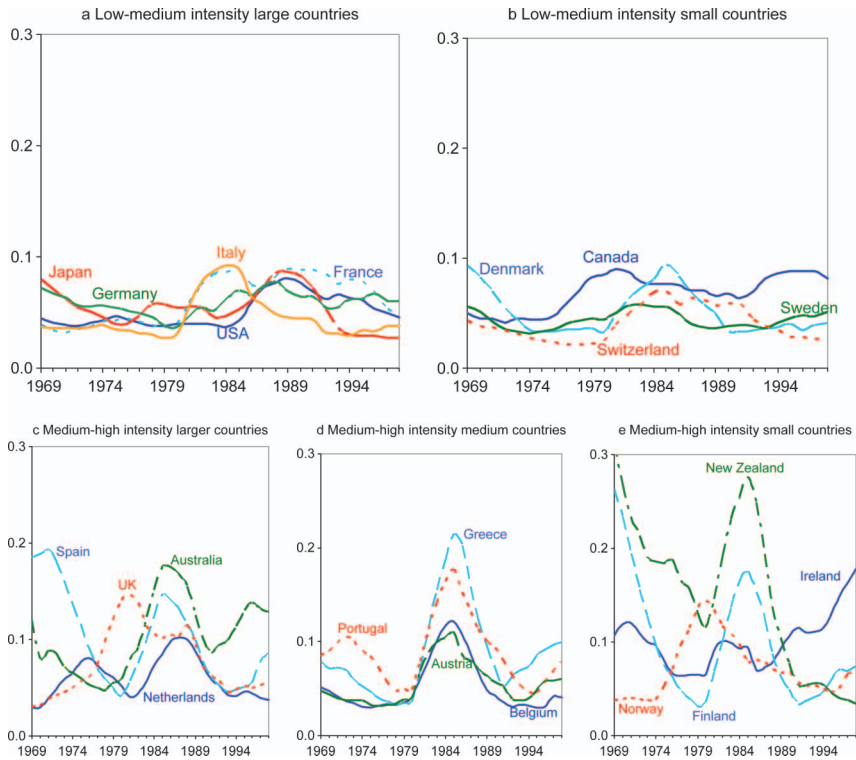 a Low-medium intensity large countries
0.3
0.2
0.1
0.0
Japan
Germany
Italy
USA
France
1969 1974 1979 1984 1989 1994
b Low-medium intensity small countries
0.3
0.2
0.1
0.0
Denmark
Canada
Switzerland
Sweden
1969 1974 1979 1984 1989 1994
c Medium-high intensity larger countries
0.3
0.2
0.1
0.0
Spain
UK
Australia
Netherlands
1969 1974 1979 1984 1989 1994
d Medium-high intensity medium countries
0.3
0.2
0.1
0.0
Greece
Portugal
Austria
Belgium
1969 1974 1979 1984 1989 1994
e Medium-high intensity small countries
0.3
0.2
0.1
0.0
New Zealand
Ireland
Norway
Finland
1969 1974 1979 1984 1989 1994